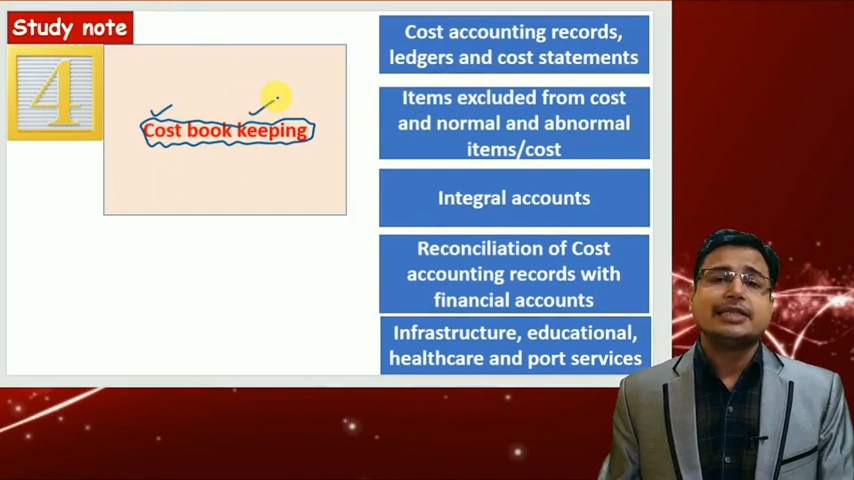 Study note
4
Cost book keeping
Cost accounting records,
ledgers and cost statements
Items excluded from cost
and normal and abnormal
items/cost
Integral accounts
Reconciliation of Cost
accounting records with
financial accounts
Infrastructure, educational,
healthcare and port services